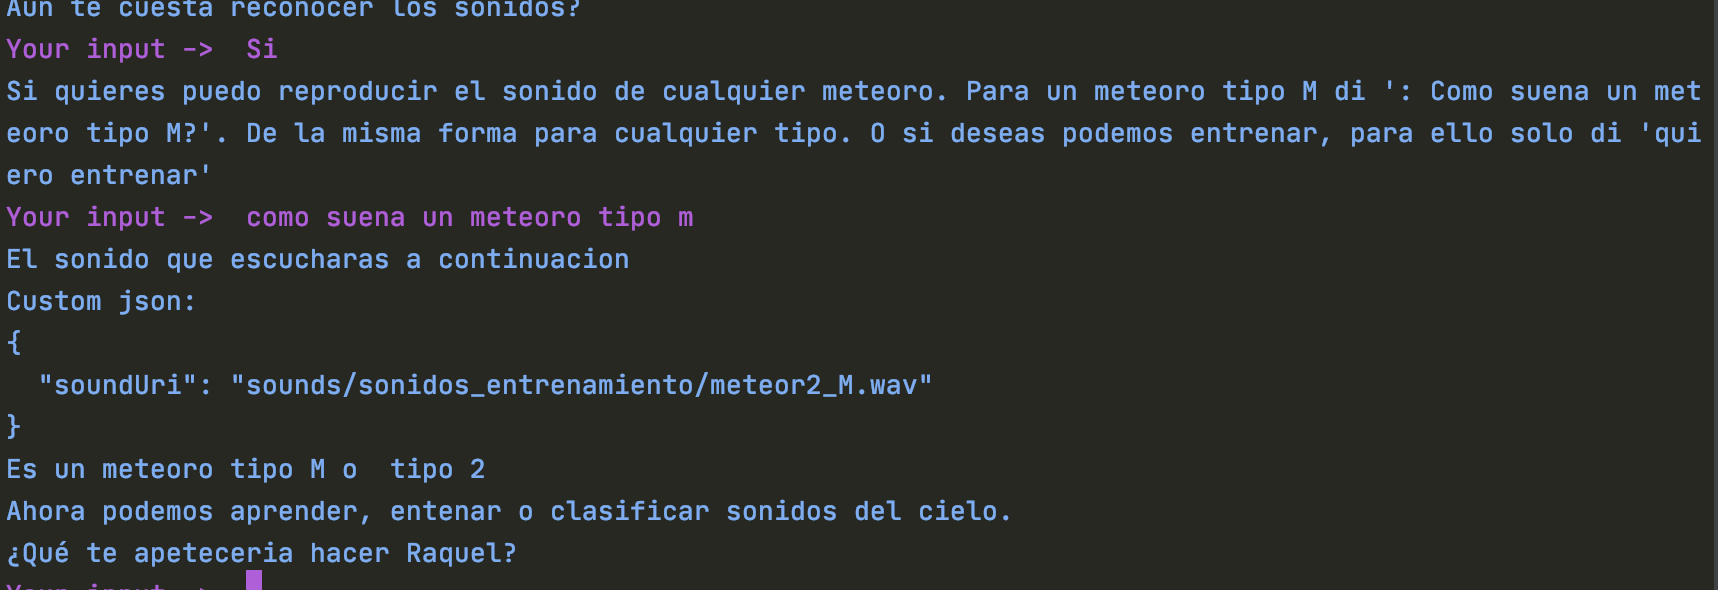 Aun te cuesta reconocer los sonidos?
Your input ->  Si
Si quieres puedo reproducir el sonido de cualquier meteoro. Para un meteoro tipo M di ': Como suena un met
eoro tipo M?'. De la misma forma para cualquier tipo. O si deseas podemos entrenar, para ello solo di 'qui
ero entrenar'
Your input ->  como suena un meteoro tipo m
El sonido que escucharas a continuacion
Custom json:
{
  "soundUri": "sounds/sonidos_entrenamiento/meteor2_M.wav"
}
Es un meteoro tipo M o  tipo 2
Ahora podemos aprender, entenar o clasificar sonidos del cielo.
¿Qué te apeteceria hacer Raquel?
Your input ->